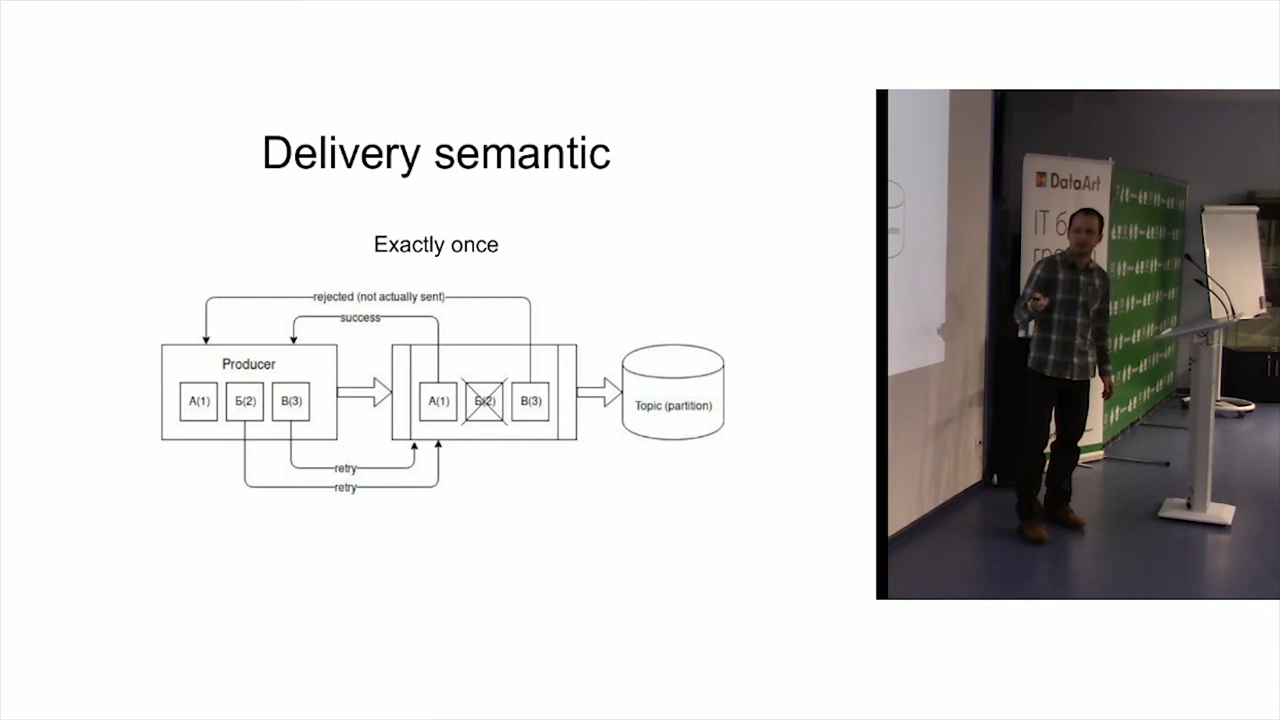 Delivery semantic
Exactly once
rejected (not actually sent)
success
Producer
А(1)
Б(2)
В(3)
А(1)
Б(2)
В(3)
Topic (partition)
retry
retry
DataArt
IT б